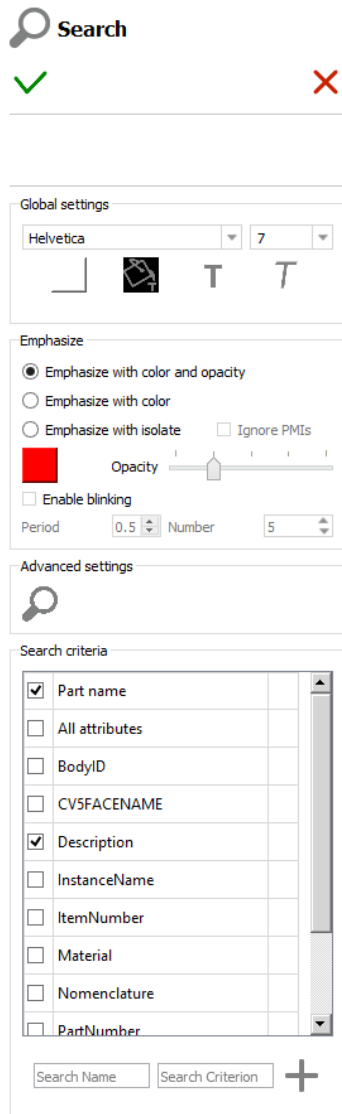 Search
Global settings
Helvetica 7
T T
Emphasize
Emphasize with color and opacity
Emphasize with color
Emphasize with isolate Ignore PMIs
Opacity
Enable blinking
Period 0.5 Number 5
Advanced settings
Search criteria
Part name
All attributes
BodyID
CV5FACENAME
Description
InstanceName
ItemNumber
Material
Nomenclature
PartNumber
Search Name Search Criterion